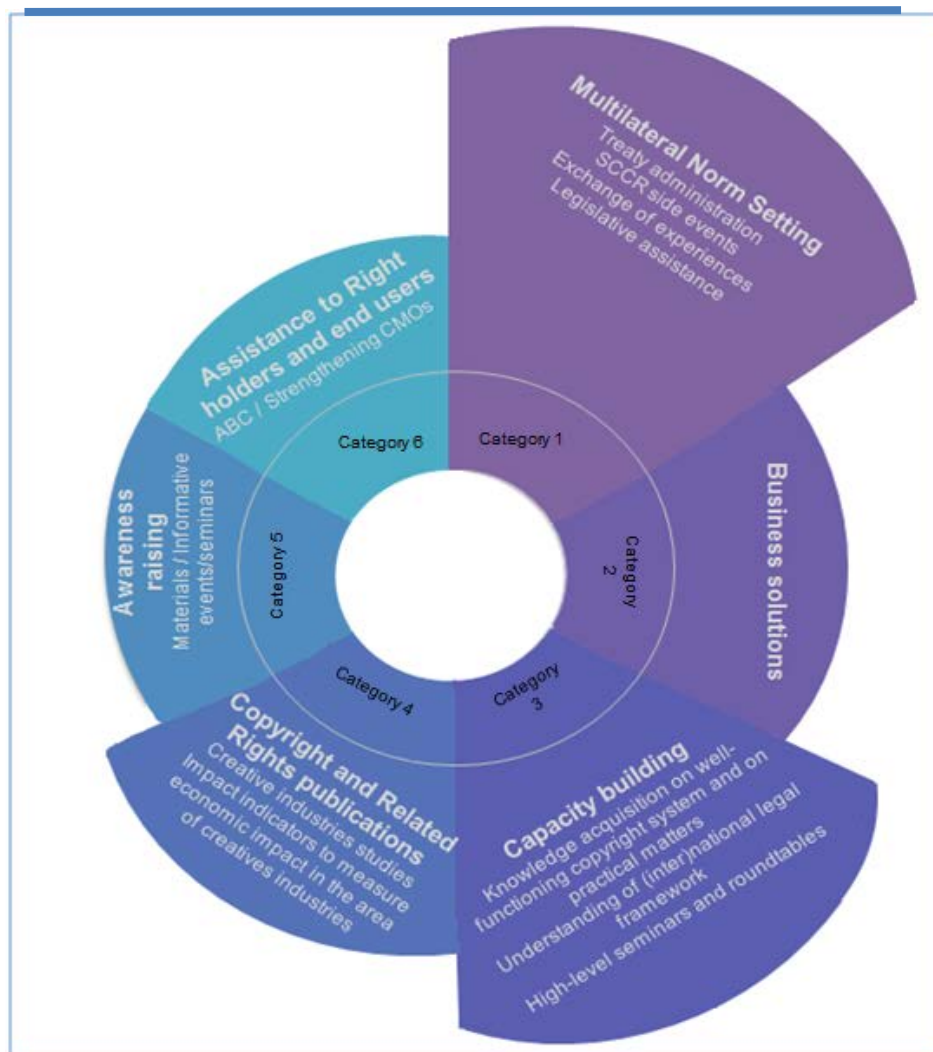 Multilateral Norm Setting
Treaty administration
SCCR side events
Exchange of experiences
Legislative assistance
Category 1
Business solutions
Category
2
Capacity building
Knowledge acquisition on well-
functioning copyright system and on
practical matters
Understanding of (inter)national legal
framework
High-level seminars and roundtables
Category
3
Copyright and Related
Rights publications
Creative industries studies
Impact indicators to measure
economic impact in the area
of creatives industries
Category 4
Awareness
raising
Materials / Informative
events/seminars
Category 5
Assistance to Right
holders and end users
ABC / Strengthening CMOs
Category 6